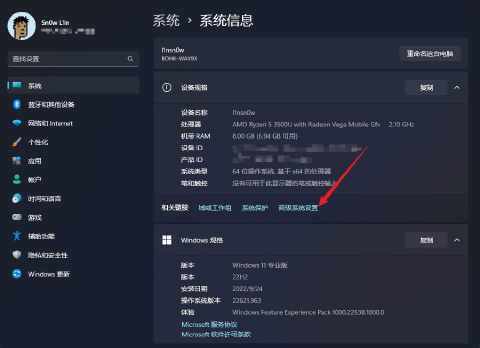 Sn0w L1n
系统 › 系统信息
l1nsn0w
BOHK-WAX9X
重命名这台电脑
查找设置
系统
蓝牙和其他设备
网络和 Internet
个性化
应用
帐户
时间和语言
游戏
辅助功能
隐私和安全性
Windows 更新
设备规格
复制
设备名称 l1nsn0w
处理器 AMD Ryzen 5 3500U with Radeon Vega Mobile Gfx 2.10 GHz
机带 RAM 8.00 GB (6.94 GB 可用)
设备 ID
产品 ID
系统类型 64 位操作系统, 基于 x64 的处理器
笔和触控 没有可用于此显示器的笔或触控输入
相关链接 域或工作组 系统保护 高级系统设置
Windows 规格
复制
版本 Windows 11 专业版
版本 22H2
安装日期 2022/9/24
操作系统版本 22621.963
体验 Windows Feature Experience Pack 1000.22638.1000.0
Microsoft 服务协议
Microsoft 软件许可条款